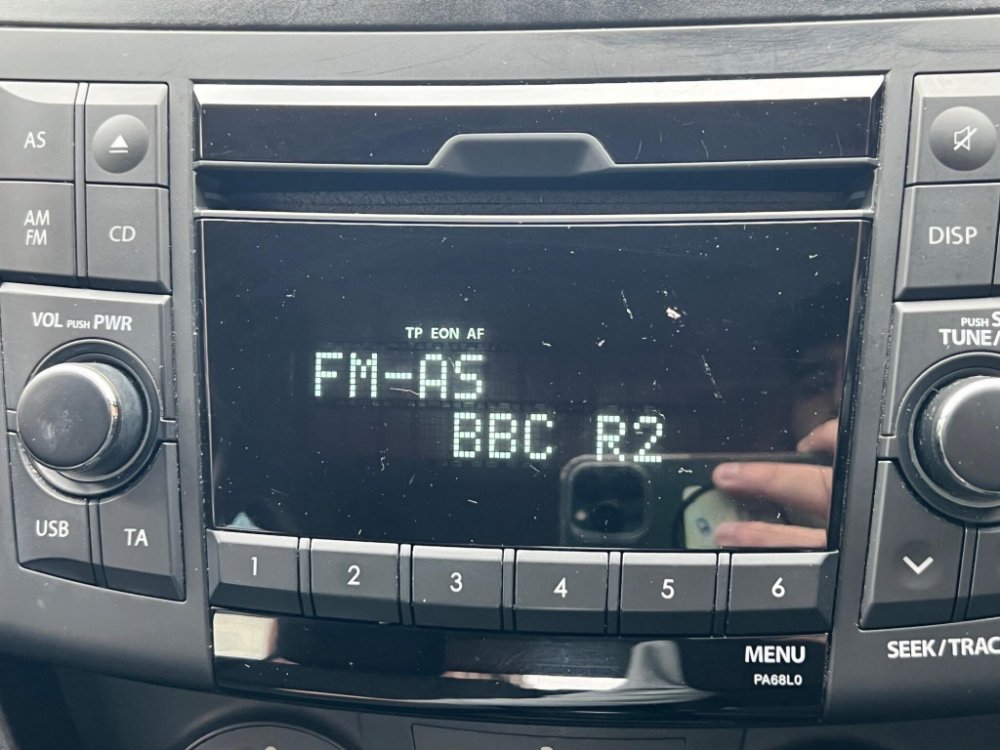 AS
AM
FM
CD
DISP
VOL PUSH PWR
PUSH
TUNE/
TP EON AF
FM-AS
BBC R2
USB
TA
1
2
3
4
5
6
MENU
PA68L0
SEEK/TRAC